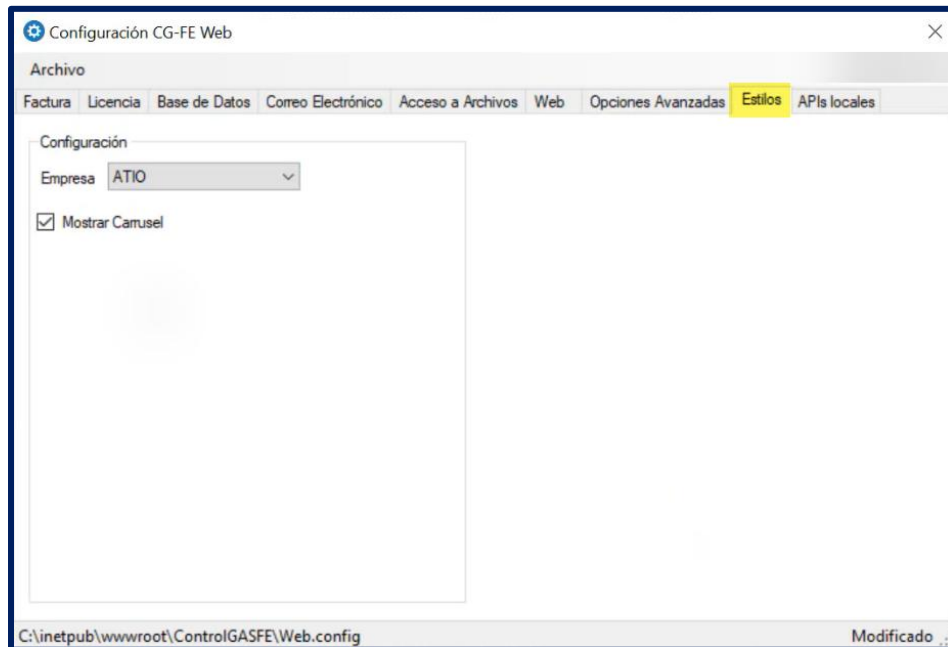 Configuración CG-FE Web
Archivo
Factura Licencia Base de Datos Correo Electrónico Acceso a Archivos Web Opciones Avanzadas Estilos APIs locales
Configuración
Empresa ATIO
Mostrar Carrusel
C:\inetpub\wwwroot\ControlGASFE\Web.config Modificado